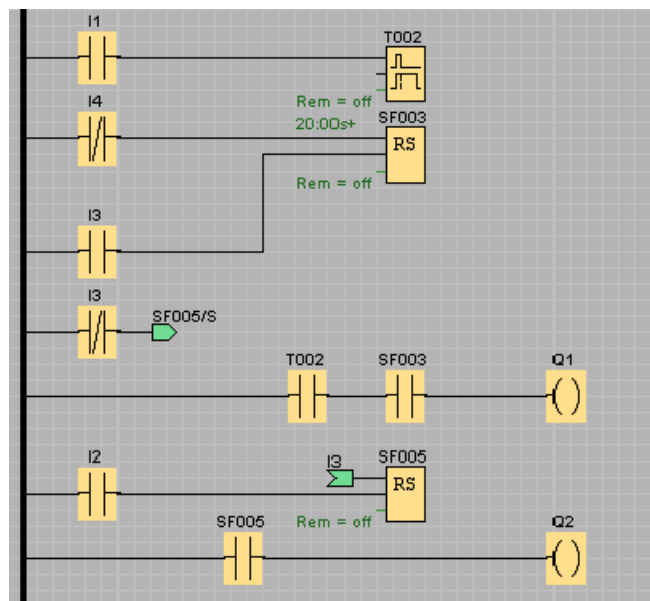 I1
T002
Rem = off
20:00s+
I4
SF003
RS
Rem = off
I3
I3
SF005/S
T002
SF003
Q1
I2
I3
SF005
RS
Rem = off
SF005
Q2